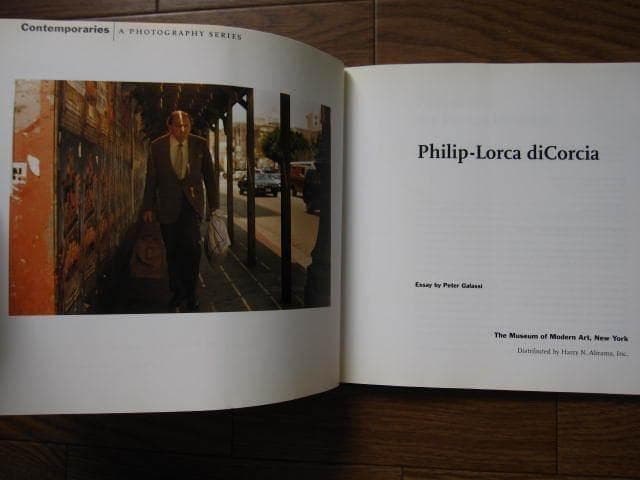 Contemporaries | A PHOTOGRAPHY SERIES
Philip-Lorca diCorcia
Essay by Peter Galassi
The Museum of Modern Art, New York
Distributed by Harry N. Abrams, Inc.